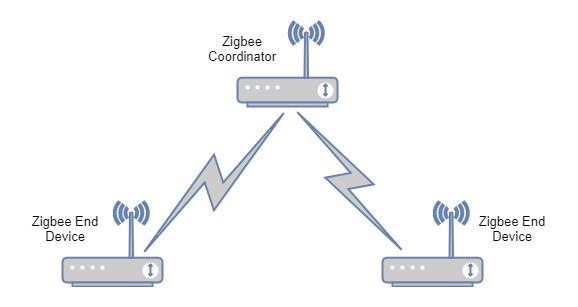 Zigbee
Coordinator
Zigbee End
Device
Zigbee End
Device